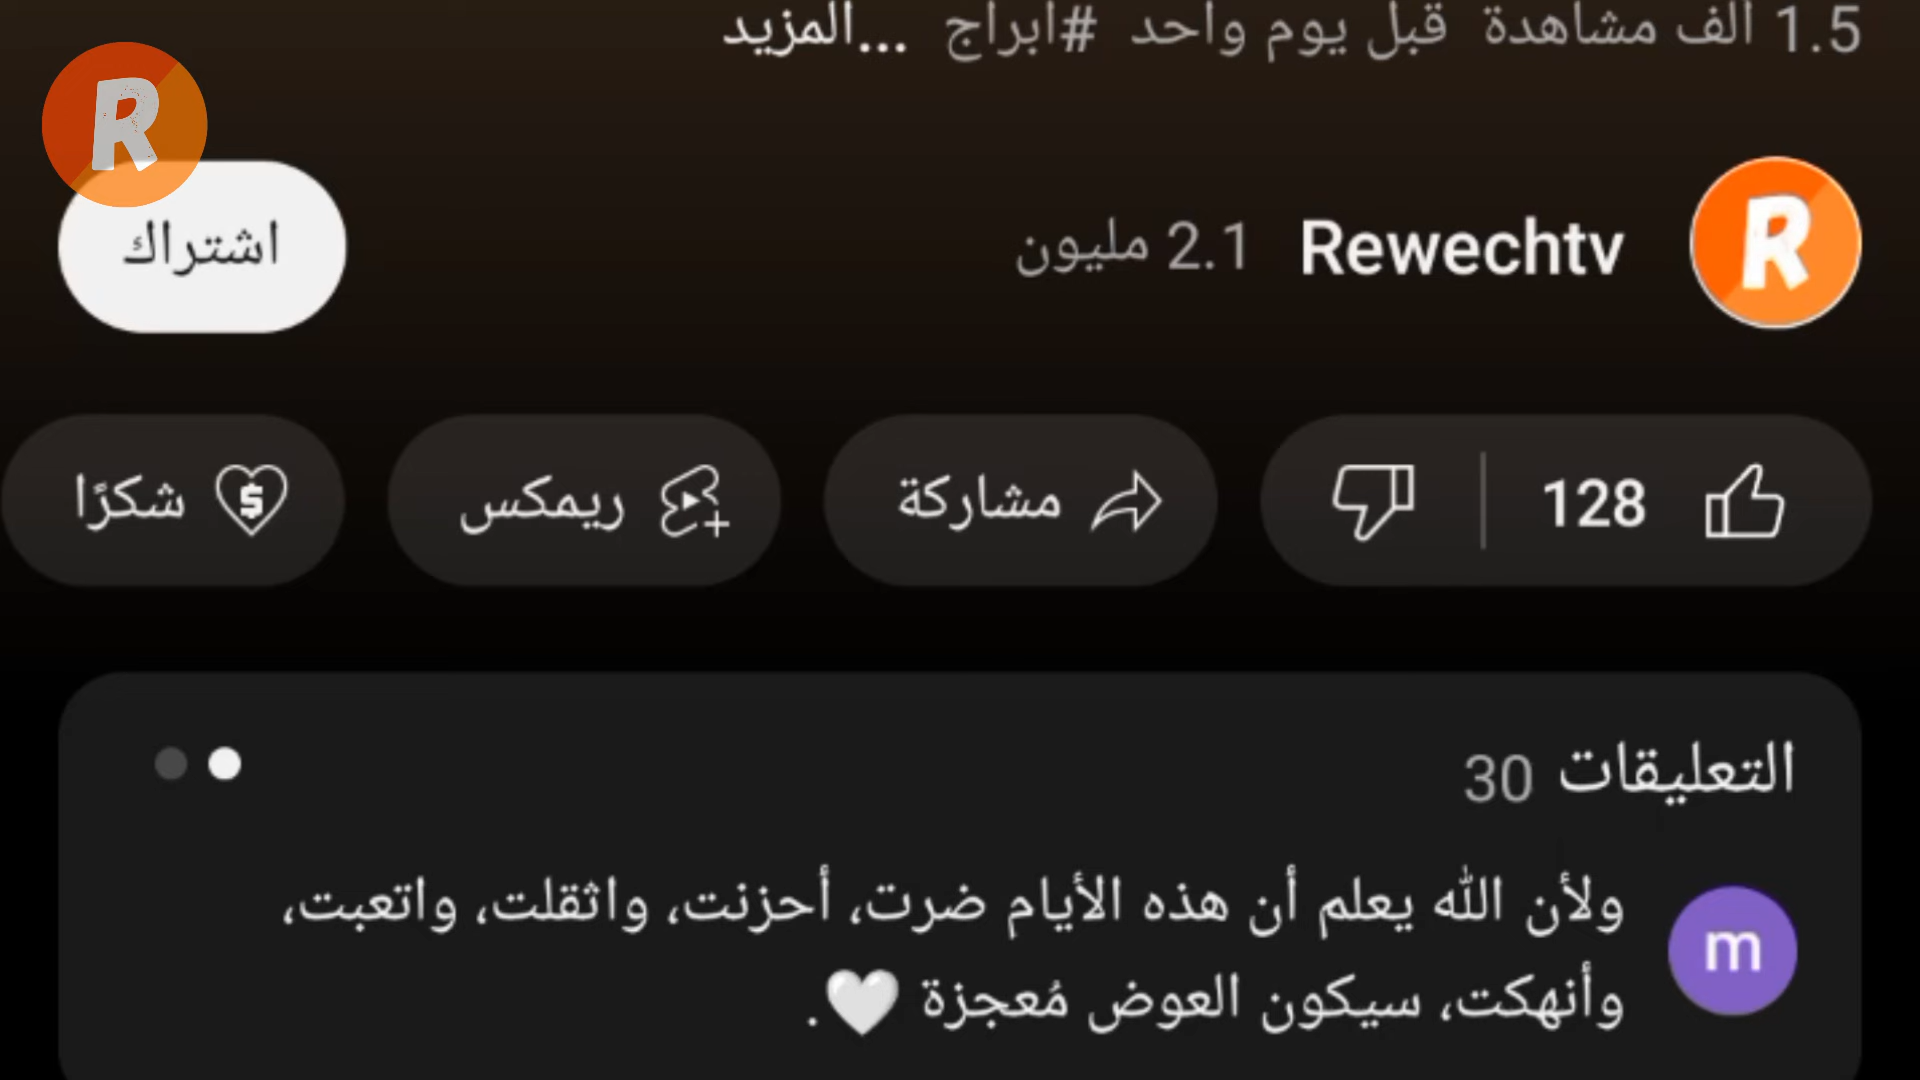 1.5 ألف مشاهدة قبل يوم واحد #ابراج ...المزيد
R
R Rewechtv 2.1 مليون اشتراك
128 مشاركة ريمكس شكرًا
التعليقات 30
m
ولأن الله يعلم أن هذه الأيام ضرت، أحزنت، واثقلت، واتعبت،
وأنهكت، سيكون العوض مُعجزة 🤍.